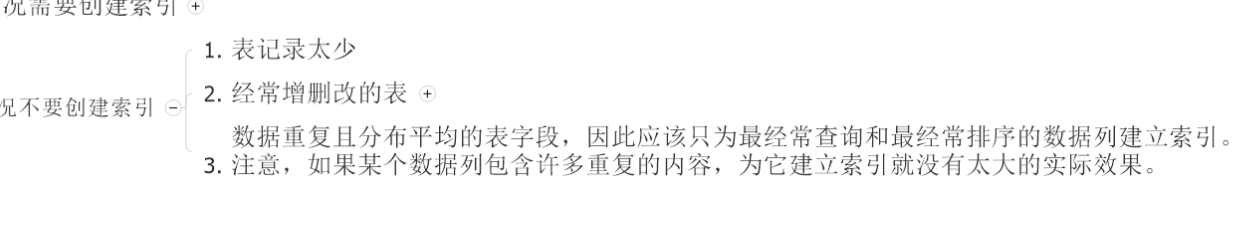 况需要创建索引
1. 表记录太少
2. 经常增删改的表
况不要创建索引
数据重复且分布平均的表字段，因此应该只为最经常查询和最经常排序的数据列建立索引。
3. 注意，如果某个数据列包含许多重复的内容，为它建立索引就没有太大的实际效果。